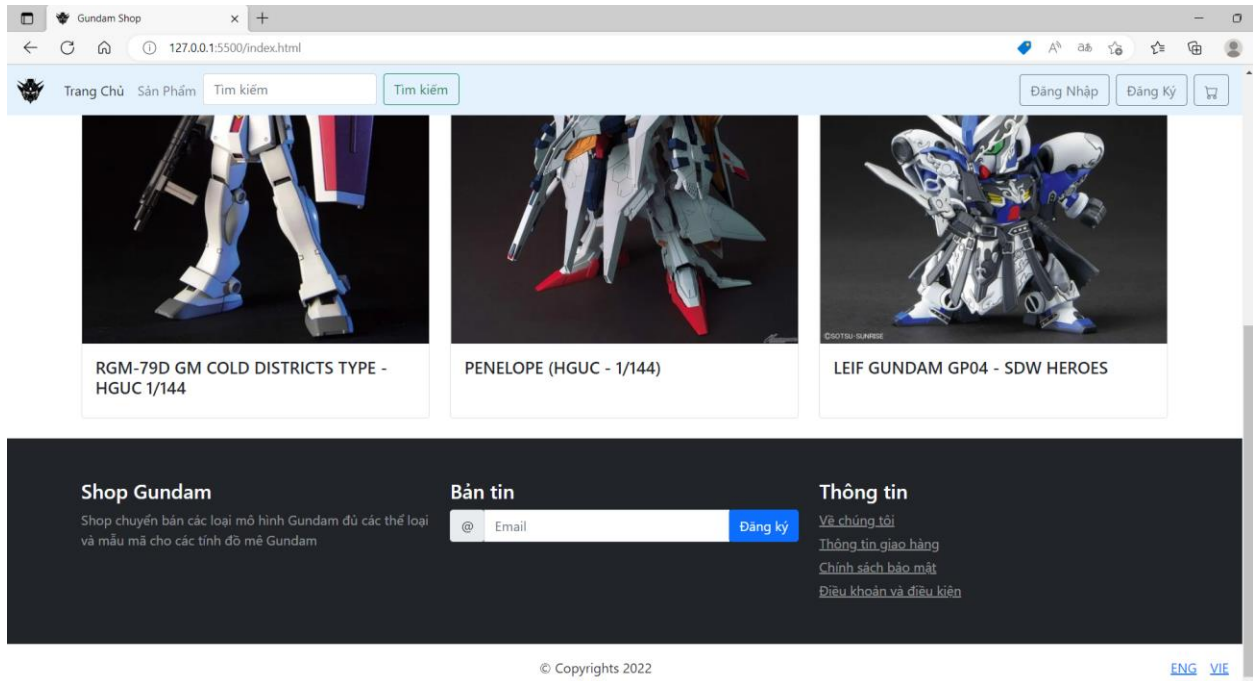 Gundam Shop
127.0.0.1:5500/index.html
Trang Chủ Sản Phẩm Tìm kiếm Tìm kiếm Đăng Nhập Đăng Ký
©SOTSU·SUNRISE
RGM-79D GM COLD DISTRICTS TYPE -
HGUC 1/144
PENELOPE (HGUC - 1/144)
LEIF GUNDAM GP04 - SDW HEROES
Shop Gundam
Shop chuyển bán các loại mô hình Gundam đủ các thể loại
và mẫu mã cho các tính đồ mê Gundam
Bản tin
@ Email Đăng ký
Thông tin
Về chúng tôi
Thông tin giao hàng
Chính sách bảo mật
Điều khoản và điều kiện
© Copyrights 2022
ENG VIE